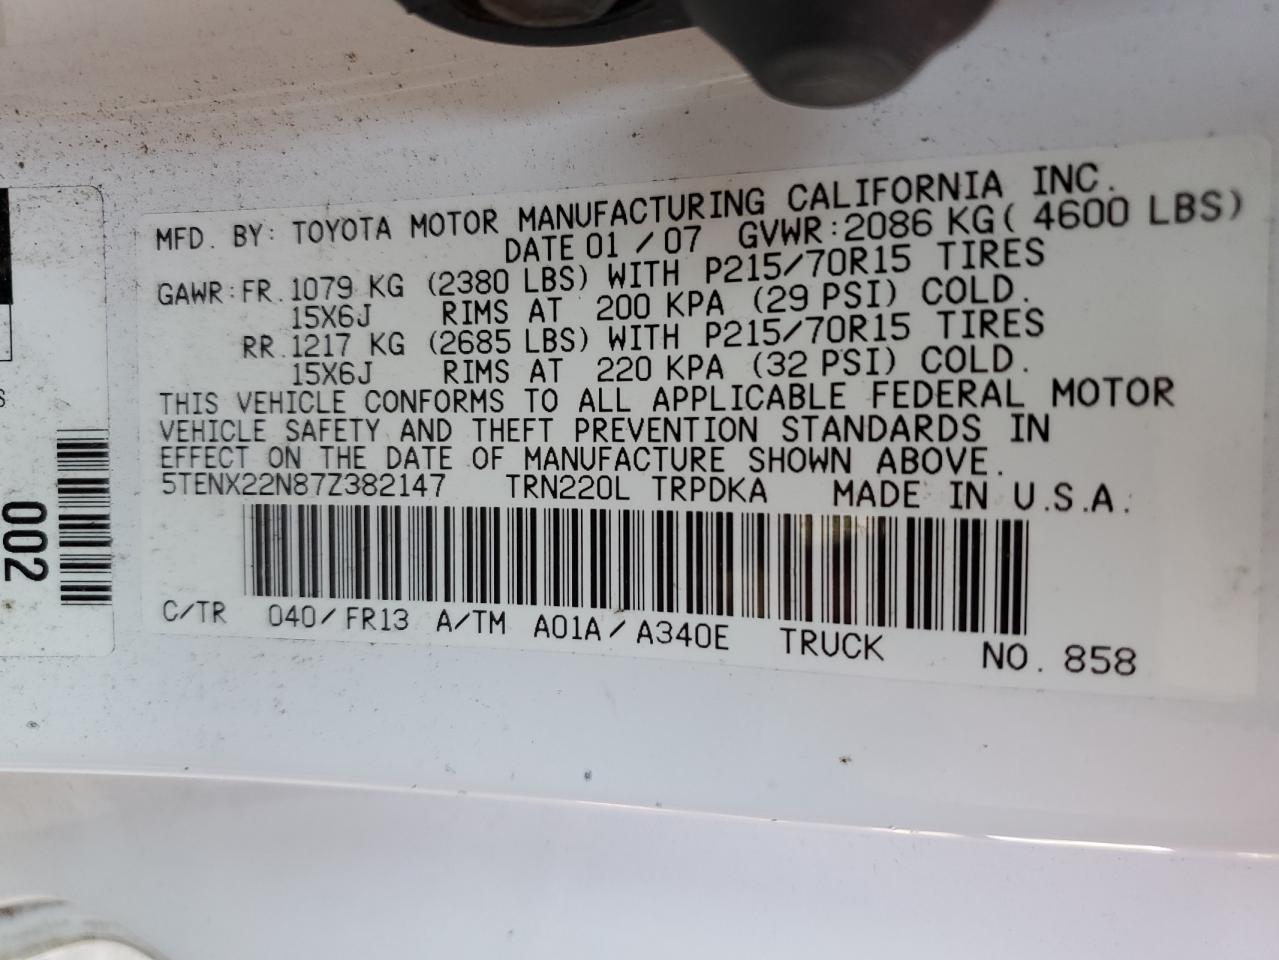 MFD. BY: TOYOTA MOTOR MANUFACTURING CALIFORNIA INC.
DATE 01 / 07 GVWR: 2086 KG ( 4600 LBS)
GAWR: FR. 1079 KG (2380 LBS) WITH P215/70R15 TIRES
15X6J RIMS AT 200 KPA (29 PSI) COLD.
RR. 1217 KG (2685 LBS) WITH P215/70R15 TIRES
15X6J RIMS AT 220 KPA (32 PSI) COLD.
THIS VEHICLE CONFORMS TO ALL APPLICABLE FEDERAL MOTOR
VEHICLE SAFETY AND THEFT PREVENTION STANDARDS IN
EFFECT ON THE DATE OF MANUFACTURE SHOWN ABOVE.
5TENX22N87Z382147 TRN220L TRPDKA MADE IN U.S.A.
C/TR 040/FR13 A/TM A01A/A340E TRUCK NO. 858
002